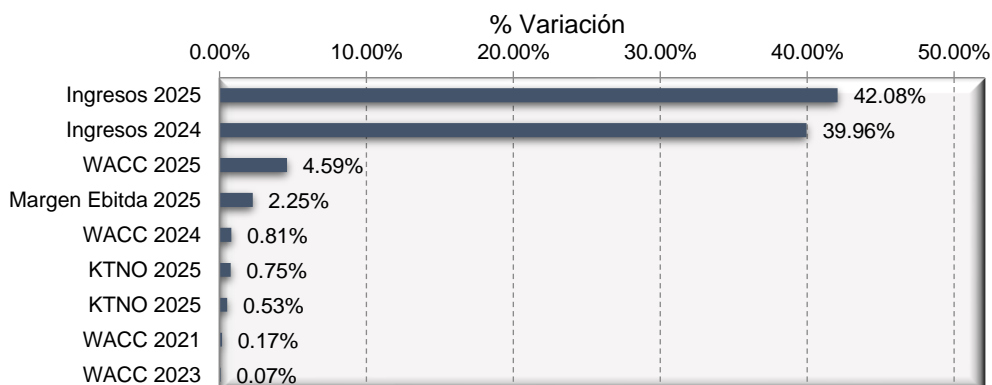 % Variación
0.00% 10.00% 20.00% 30.00% 40.00% 50.00%
Ingresos 2025 42.08%
Ingresos 2024 39.96%
WACC 2025 4.59%
Margen Ebitda 2025 2.25%
WACC 2024 0.81%
KTNO 2025 0.75%
KTNO 2025 0.53%
WACC 2021 0.17%
WACC 2023 0.07%